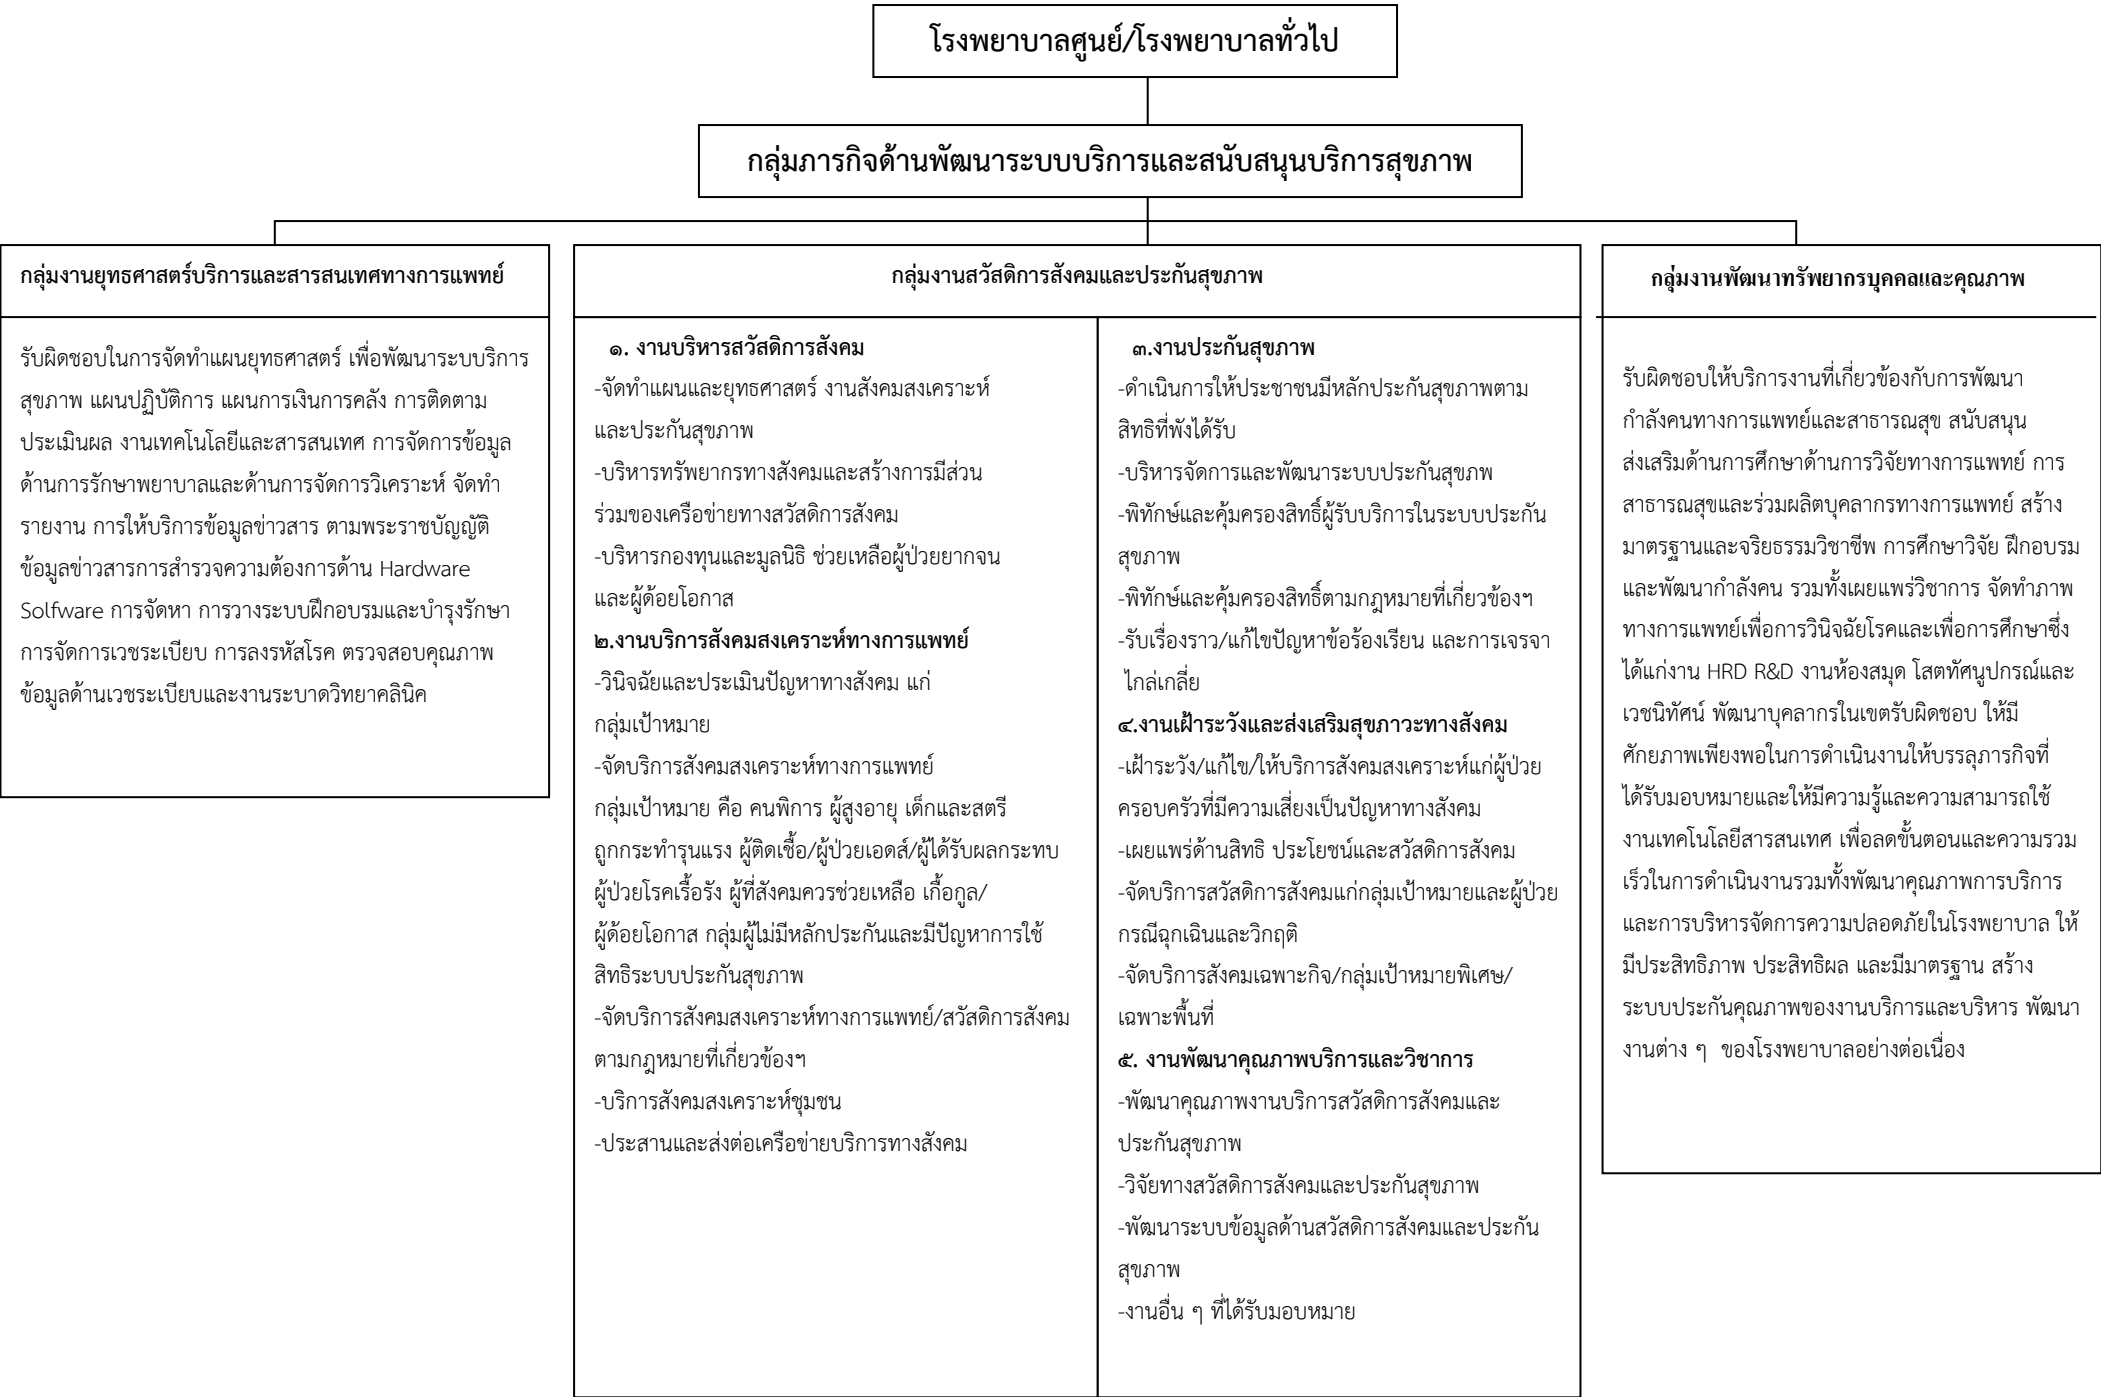 โรงพยาบาลศูนย์/โรงพยาบาลทั่วไป
กลุ่มภารกิจด้านพัฒนาระบบบริการและสนับสนุนบริการสุขภาพ
กลุ่มงานยุทธศาสตร์บริการและสารสนเทศทางการแพทย์
รับผิดชอบในการจัดทำแผนยุทธศาสตร์ เพื่อพัฒนาระบบบริการ
สุขภาพ แผนปฏิบัติการ แผนการเงินการคลัง การติดตาม
ประเมินผล งานเทคโนโลยีและสารสนเทศ การจัดการข้อมูล
ด้านการรักษาพยาบาลและด้านการจัดการวิเคราะห์ จัดทำ
รายงาน การให้บริการข้อมูลข่าวสาร ตามพระราชบัญญัติ
ข้อมูลข่าวสารการสำรวจความต้องการด้าน Hardware
Solfware การจัดหา การวางระบบฝึกอบรมและบำรุงรักษา
การจัดการเวชระเบียบ การลงรหัสโรค ตรวจสอบคุณภาพ
ข้อมูลด้านเวชระเบียบและงานระบาดวิทยาคลินิค
กลุ่มงานสวัสดิการสังคมและประกันสุขภาพ
๑. งานบริหารสวัสดิการสังคม
-จัดทำแผนและยุทธศาสตร์ งานสังคมสงเคราะห์
และประกันสุขภาพ
-บริหารทรัพยากรทางสังคมและสร้างการมีส่วน
ร่วมของเครือข่ายทางสวัสดิการสังคม
-บริหารกองทุนและมูลนิธิ ช่วยเหลือผู้ป่วยยากจน
และผู้ด้อยโอกาส
๒.งานบริการสังคมสงเคราะห์ทางการแพทย์
-วินิจฉัยและประเมินปัญหาทางสังคม แก่
กลุ่มเป้าหมาย
-จัดบริการสังคมสงเคราะห์ทางการแพทย์
กลุ่มเป้าหมาย คือ คนพิการ ผู้สูงอายุ เด็กและสตรี
ถูกกระทำรุนแรง ผู้ติดเชื้อ/ผู้ป่วยเอดส์/ผู้ได้รับผลกระทบ
ผู้ป่วยโรคเรื้อรัง ผู้ที่สังคมควรช่วยเหลือ เกื้อกูล/
ผู้ด้อยโอกาส กลุ่มผู้ไม่มีหลักประกันและมีปัญหาการใช้
สิทธิระบบประกันสุขภาพ
-จัดบริการสังคมสงเคราะห์ทางการแพทย์/สวัสดิการสังคม
ตามกฎหมายที่เกี่ยวข้องฯ
-บริการสังคมสงเคราะห์ชุมชน
-ประสานและส่งต่อเครือข่ายบริการทางสังคม
๓.งานประกันสุขภาพ
-ดำเนินการให้ประชาชนมีหลักประกันสุขภาพตาม
สิทธิที่พังได้รับ
-บริหารจัดการและพัฒนาระบบประกันสุขภพ
-พิทักษ์และคุ้มครองสิทธิ์ผู้รับบริการในระบบประกัน
สุขภาพ
-พิทักษ์และคุ้มครองสิทธิ์ตามกฎหมายที่เกี่ยวข้องฯ
-รับเรื่องราว/แก้ไขปัญหาข้อร้องเรียน และการเจรจา
ไกล่เกลี่ย
๔.งานเฝ้าระวังและส่งเสริมสุขภาวะทางสังคม
-เฝ้าระวัง/แก้ไข/ให้บริการสังคมสงเคราะห์แก่ผู้ป่วย
ครอบครัวที่มีความเสี่ยงเป็นปัญหาทางสังคม
-เผยแพร่ด้านสิทธิ ประโยชน์และสวัสดิการสังคม
-จัดบริการสวัสดิการสังคมแก่กลุ่มเป้าหมายและผู้ป่วย
กรณีฉุกเฉินและวิกฤติ
-จัดบริการสังคมเฉพาะกิจ/กลุ่มเป้าหมายพิเศษ/
เฉพาะพื้นที่
๕. งานพัฒนาคุณภาพบริการและวิชาการ
-พัฒนาคุณภาพงานบริการสวัสดิการสังคมและ
ประกันสุขภาพ
-วิจัยทางสวัสดิการสังคมและประกันสุขภาพ
-พัฒนาระบบข้อมูลด้านสวัสดิการสังคมและประกัน
สุขภาพ
-งานอื่น ๆ ที่ได้รับมอบหมาย
กลุ่มงานพัฒนาทรัพยากรบุคคลและคุณภาพ
รับผิดชอบให้บริการงานที่เกี่ยวข้องกับการพัฒนา
กำลังคนทางการแพทย์และสาธารณสุข สนับสนุน
ส่งเสริมด้านการศึกษาด้านการวิจัยทางการแพทย์ การ
สาธารณสุขและร่วมผลิตบุคลากรทางการแพทย์ สร้าง
มาตรฐานและจริยธรรมวิชาชีพ การศึกษาวิจัย ฝึกอบรม
และพัฒนากำลังคน รวมทั้งเผยแพร่วิชาการ จัดทำภาพ
ทางการแพทย์เพื่อการวินิจฉัยโรคและเพื่อการศึกษาซึ่ง
ได้แก่งาน HRD R&D งานห้องสมุด โสตทัศนูปกรณ์และ
เวชนิทัศน์ พัฒนาบุคลากรในเขตรับผิดชอบ ให้มี
ศักยภาพเพียงพอในการดำเนินงานให้บรรลุภารกิจที่
ได้รับมอบหมายและให้มีความรู้และความสามารถใช้
งานเทคโนโลยีสารสนเทศ เพื่อลดขั้นตอนและความรวม
เร็วในการดำเนินงานรวมทั้งพัฒนาคุณภาพการบริการ
และการบริหารจัดการความปลอดภัยในโรงพยาบาล ให้
มีประสิทธิภาพ ประสิทธิผล และมีมาตรฐาน สร้าง
ระบบประกันคุณภาพของงานบริการและบริหาร พัฒนา
งานต่าง ๆ ของโรงพยาบาลอย่างต่อเนื่อง